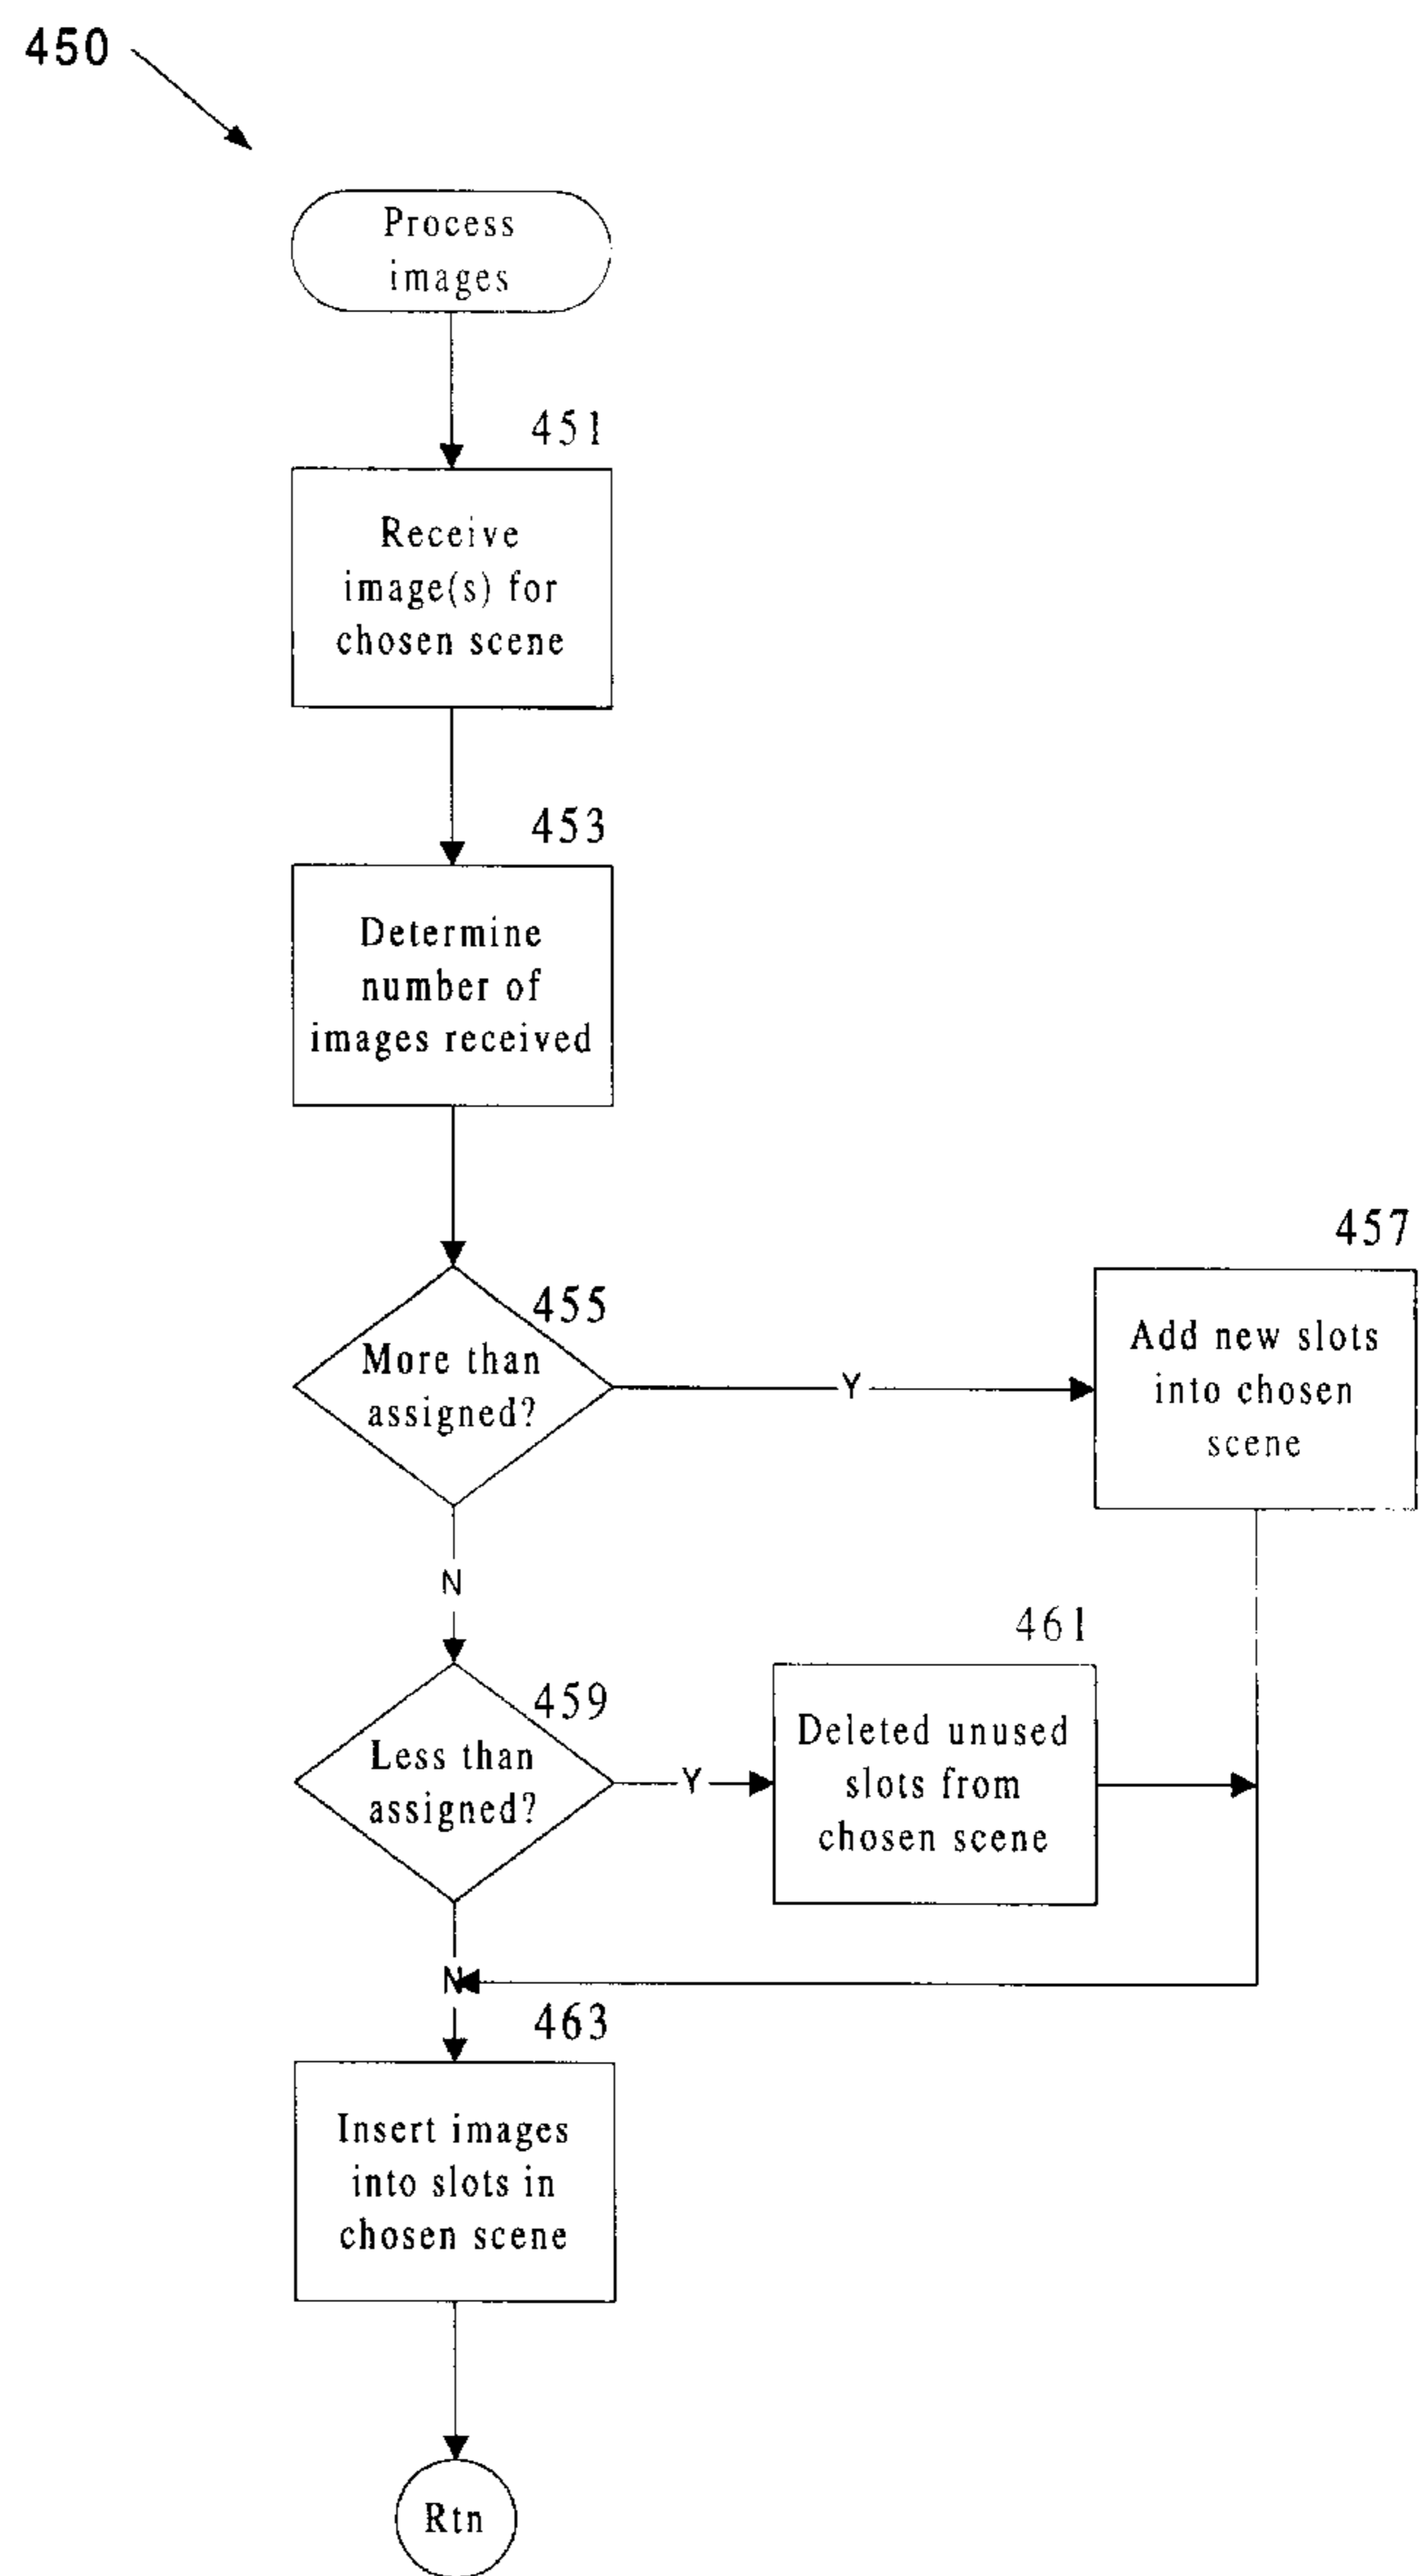 450
Process
images
451
Receive
image(s) for
chosen scene
453
Determine
number of
images received
455
More than
assigned?
Y
457
Add new slots
into chosen
scene
N
459
Less than
assigned?
Y
461
Deleted unused
slots from
chosen scene
N
463
Insert images
into slots in
chosen scene
Rtn